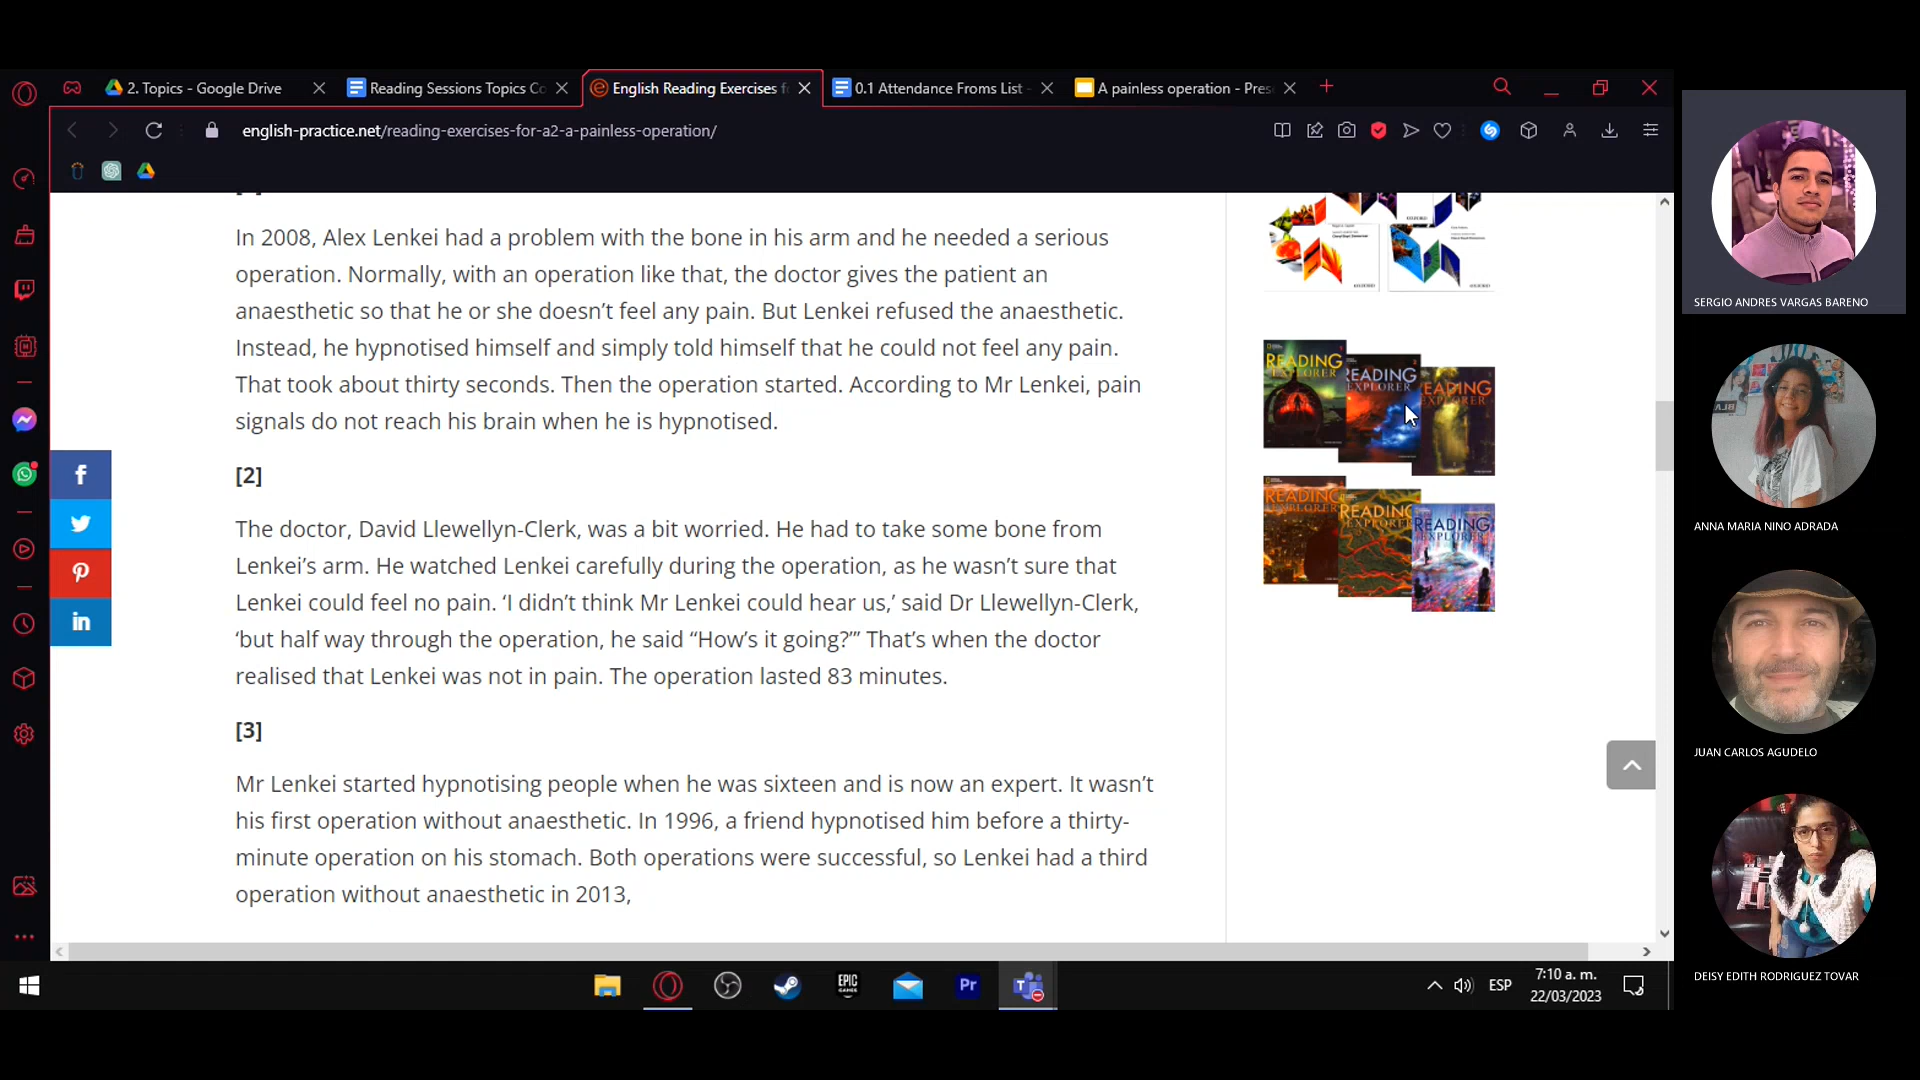 2. Topics - Google Drive
Reading Sessions Topics Co
English Reading Exercises f
0.1 Attendance Froms List -
A painless operation - Pres
english-practice.net/reading-exercises-for-a2-a-painless-operation/
In 2008, Alex Lenkei had a problem with the bone in his arm and he needed a serious
operation. Normally, with an operation like that, the doctor gives the patient an
anaesthetic so that he or she doesn’t feel any pain. But Lenkei refused the anaesthetic.
Instead, he hypnotised himself and simply told himself that he could not feel any pain.
That took about thirty seconds. Then the operation started. According to Mr Lenkei, pain
signals do not reach his brain when he is hypnotised.
[2]
The doctor, David Llewellyn-Clerk, was a bit worried. He had to take some bone from
Lenkei’s arm. He watched Lenkei carefully during the operation, as he wasn’t sure that
Lenkei could feel no pain. ‘I didn’t think Mr Lenkei could hear us,’ said Dr Llewellyn-Clerk,
‘but half way through the operation, he said “How’s it going?”’ That’s when the doctor
realised that Lenkei was not in pain. The operation lasted 83 minutes.
[3]
Mr Lenkei started hypnotising people when he was sixteen and is now an expert. It wasn’t
his first operation without anaesthetic. In 1996, a friend hypnotised him before a thirty-
minute operation on his stomach. Both operations were successful, so Lenkei had a third
operation without anaesthetic in 2013,
READING
EXPLORER
READING
EXPLORER
READING
EXPLORER
READING
EXPLORER
READING
EXPLORER
READING
EXPLORER
SERGIO ANDRES VARGAS BARENO
ANNA MARIA NINO ADRADA
JUAN CARLOS AGUDELO
DEISY EDITH RODRIGUEZ TOVAR
EPIC
GAMES
Pr
T
ESP
7:10 a. m.
22/03/2023